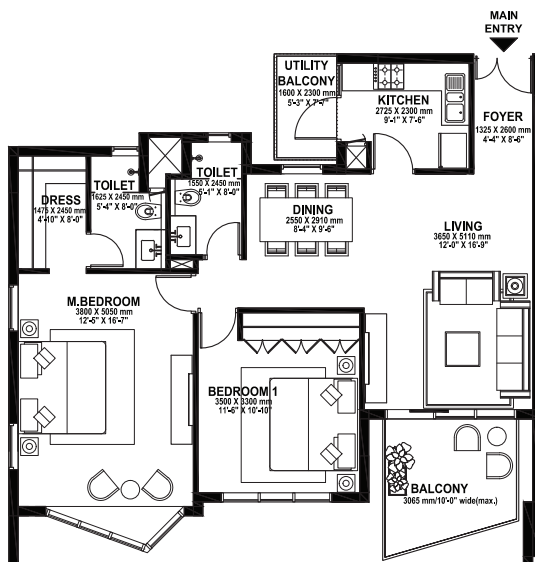 MAIN
ENTRY
UTILITY
BALCONY
1600 X 2300 mm
5'-3" X 7'-7"
KITCHEN
2725 X 2300 mm
9'-1" X 7'-6"
FOYER
1325 X 2600 mm
4'-4" X 8'-6"
TOILET
1550 X 2450 mm
5'-1" X 8'-0"
TOILET
1625 X 2450 mm
5'-4" X 8'-0"
DRESS
1475 X 2450 mm
4'-10" X 8'-0"
DINING
2550 X 2910 mm
8'-4" X 9'-6"
LIVING
3650 X 5110 mm
12'-0" X 16'-9"
M.BEDROOM
3800 X 5050 mm
12'-5" X 16'-7"
BEDROOM 1
3500 X 3300 mm
11'-6" X 10'-10"
BALCONY
3065 mm/10'-0" wide(max.)